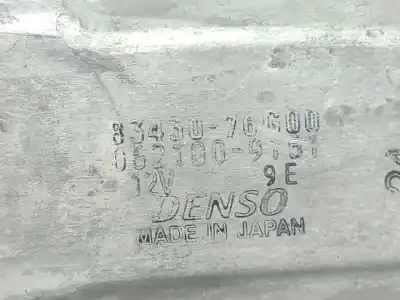 83450-76G00
062100-9151
12V 9E
DENSO
MADE IN JAPAN